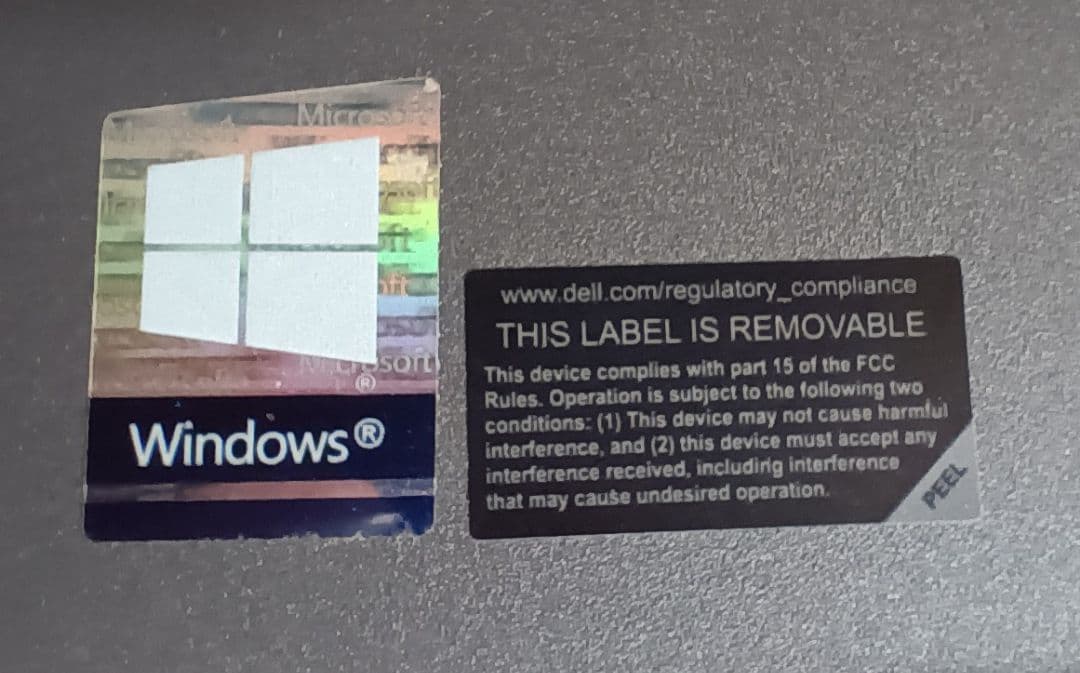 Microsoft
Microsoft
®
Windows®
www.dell.com/regulatory_compliance
THIS LABEL IS REMOVABLE
This device complies with part 15 of the FCC
Rules. Operation is subject to the following two
conditions: (1) This device may not cause harmful
interference, and (2) this device must accept any
interference received, including interference
that may cause undesired operation.
PEEL